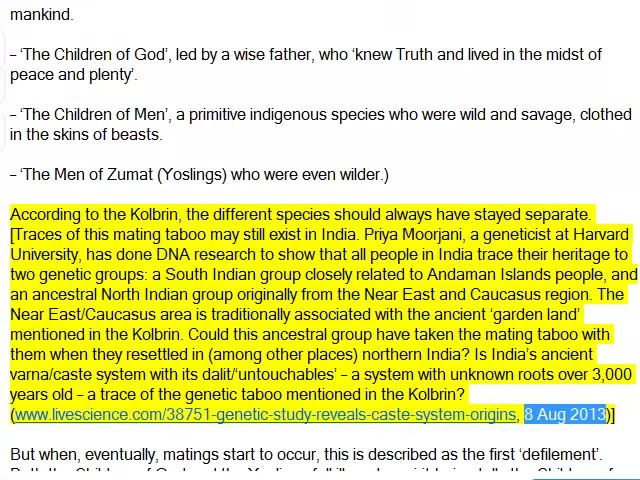 mankind.
– ‘The Children of God’, led by a wise father, who ‘knew Truth and lived in the midst of
peace and plenty’.
– ‘The Children of Men’, a primitive indigenous species who were wild and savage, clothed
in the skins of beasts.
– ‘The Men of Zumat (Yoslings) who were even wilder.)
According to the Kolbrin, the different species should always have stayed separate.
[Traces of this mating taboo may still exist in India. Priya Moorjani, a geneticist at Harvard
University, has done DNA research to show that all people in India trace their heritage to
two genetic groups: a South Indian group closely related to Andaman Islands people, and
an ancestral North Indian group originally from the Near East and Caucasus region. The
Near East/Caucasus area is traditionally associated with the ancient ‘garden land’
mentioned in the Kolbrin. Could this ancestral group have taken the mating taboo with
them when they resettled in (among other places) northern India? Is India’s ancient
varna/caste system with its dalit/‘untouchables’ – a system with unknown roots over 3,000
years old – a trace of the genetic taboo mentioned in the Kolbrin?
(www.livescience.com/38751-genetic-study-reveals-caste-system-origins, 8 Aug 2013)]
But when, eventually, matings start to occur, this is described as the first ‘defilement’.